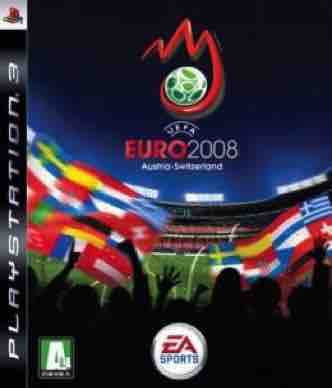 PLAYSTATION 3
UEFA
EURO2008
Austria-Switzerland
EA
SPORTS